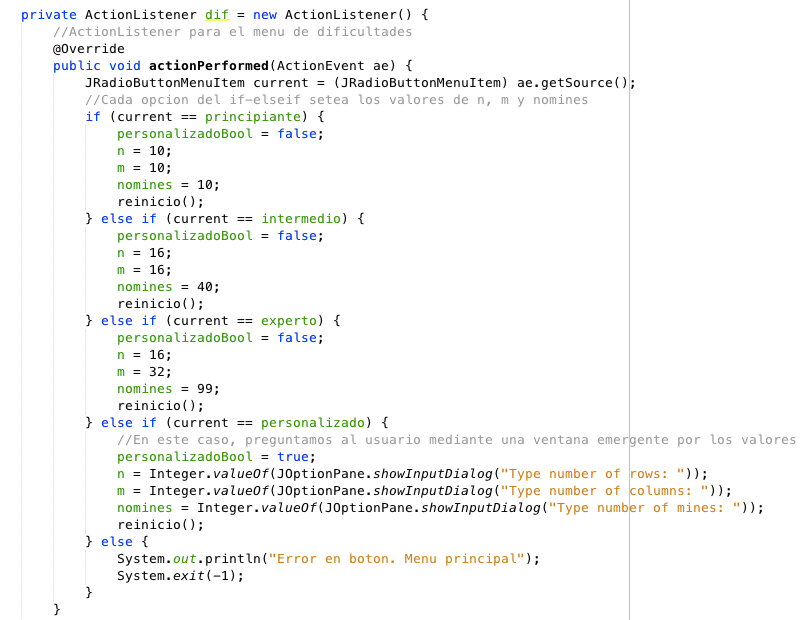 private ActionListener dif = new ActionListener() {
    //ActionListener para el menu de dificultades
    @Override
    public void actionPerformed(ActionEvent ae) {
        JRadioButtonMenuItem current = (JRadioButtonMenuItem) ae.getSource();
        //Cada opcion del if-elseif setea los valores de n, m y nomines
        if (current == principiante) {
            personalizadoBool = false;
            n = 10;
            m = 10;
            nomines = 10;
            reinicio();
        } else if (current == intermedio) {
            personalizadoBool = false;
            n = 16;
            m = 16;
            nomines = 40;
            reinicio();
        } else if (current == experto) {
            personalizadoBool = false;
            n = 16;
            m = 32;
            nomines = 99;
            reinicio();
        } else if (current == personalizado) {
            //En este caso, preguntamos al usuario mediante una ventana emergente por los valores
            personalizadoBool = true;
            n = Integer.valueOf(JOptionPane.showInputDialog("Type number of rows: "));
            m = Integer.valueOf(JOptionPane.showInputDialog("Type number of columns: "));
            nomines = Integer.valueOf(JOptionPane.showInputDialog("Type number of mines: "));
            reinicio();
        } else {
            System.out.println("Error en boton. Menu principal");
            System.exit(-1);
        }
    }